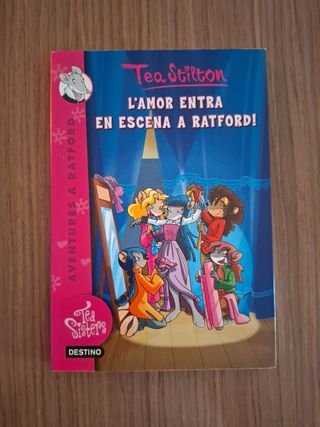 Tea Stilton
L'AMOR ENTRA
EN ESCENA A RATFORD!
AVENTURES A RATFORD
Tea
Sisters
DESTINO